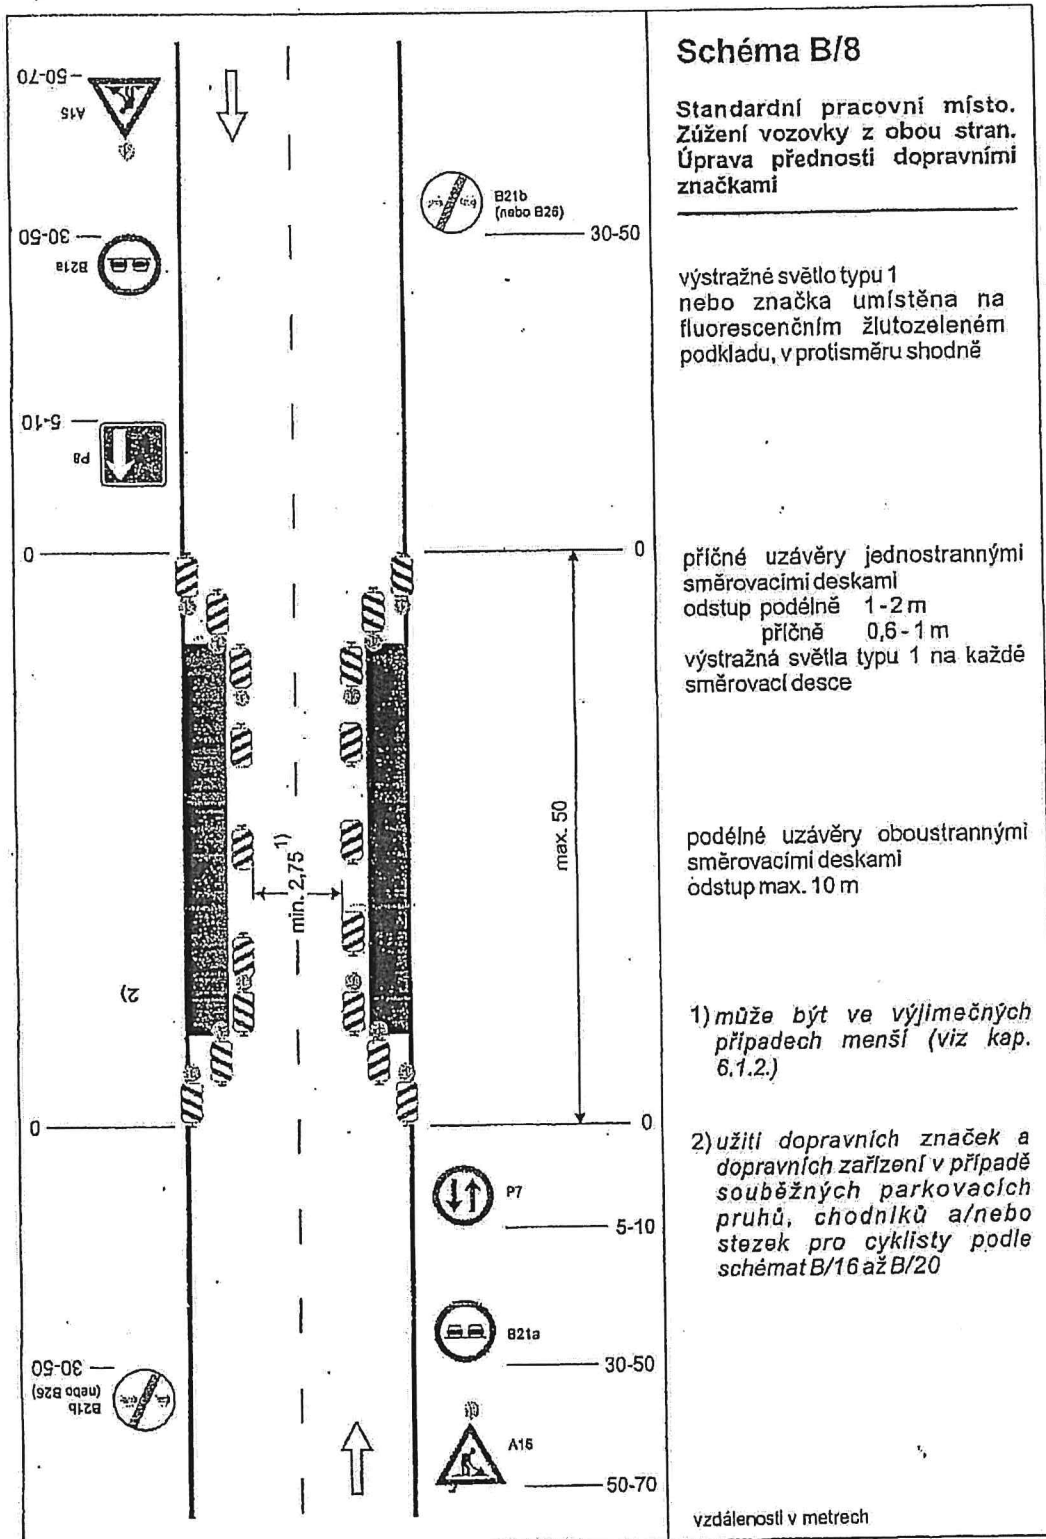 Schéma B/8
Standardní pracovní místo.
Zúžení vozovky z obou stran.
Úprava přednosti dopravními
značkami
výstražné světlo typu 1
nebo značka umístěna na
fluorescenčním žlutozeleném
podkladu, v protisměru shodně
příčné uzávěry jednostrannými
směrovacími deskami
odstup podélně 1-2 m
příčně 0,6-1 m
výstražná světla typu 1 na každé
směrovací desce
podélné uzávěry oboustrannými
směrovacími deskami
odstup max. 10 m
1) může být ve výjimečných
případech menší (viz kap.
6.1.2.)
2) užití dopravních značek a
dopravních zařízení v případě
souběžných parkovacích
pruhů, chodníků a/nebo
stezek pro cyklisty podle
schémat B/16 až B/20
vzdálenosti v metrech
50-70
A15
30-50
B21a
5-10
P8
0
B21b
(nebo B26)
30-50
0
max. 50
min. 2,75 1)
2)
0
0
P7
5-10
B21a
30-50
A15
50-70
30-50
B21b
(nebo B26)